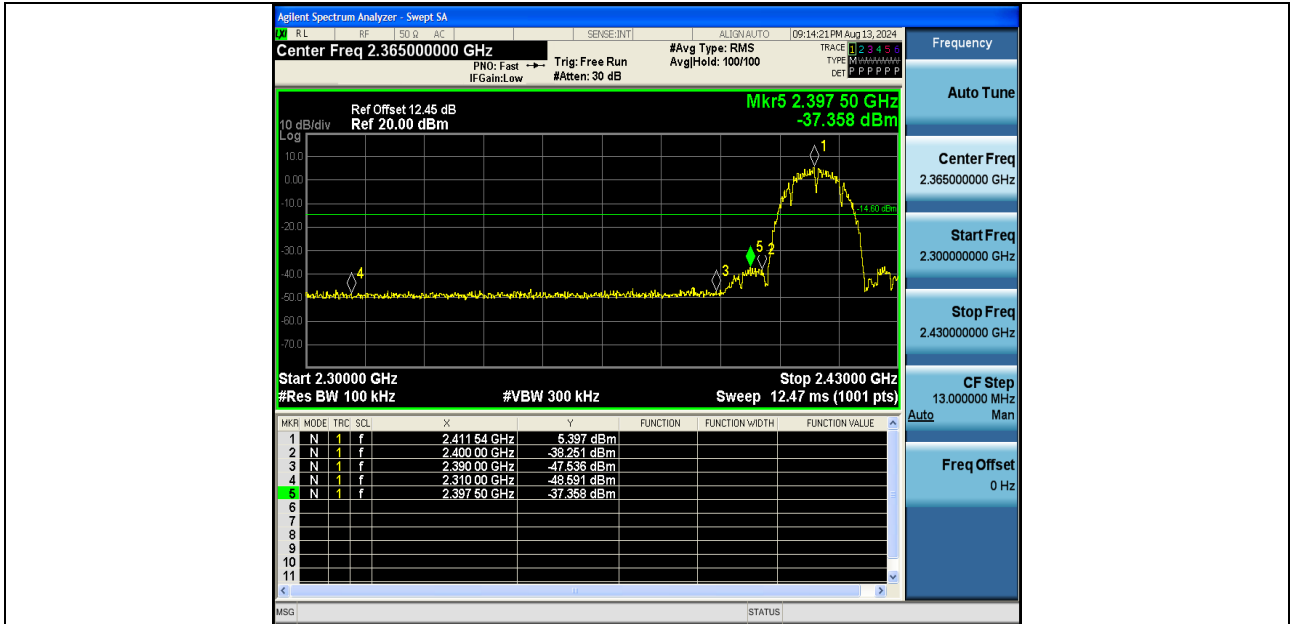 Agilent Spectrum Analyzer - Swept SA
LXI RL RF 50 Ω AC SENSE:INT ALIGN AUTO 09:14:21 PM Aug 13, 2024
Center Freq 2.365000000 GHz
#Avg Type: RMS
TRACE 1 2 3 4 5 6
PNO: Fast
Trig: Free Run
Avg|Hold: 100/100
TYPE M
IFGain:Low
#Atten: 30 dB
DET P P P P P P
Mkr5 2.397 50 GHz
Ref Offset 12.45 dB
10 dB/div Ref 20.00 dBm
-37.358 dBm
Log
10.0
0.00
-10.0
-20.0
-30.0
-40.0
-50.0
-60.0
-70.0
1
-14.60 dBm
5 2
3
4
Start 2.30000 GHz
Stop 2.43000 GHz
#Res BW 100 kHz
#VBW 300 kHz
Sweep 12.47 ms (1001 pts)
MKR MODE TRC SCL X Y FUNCTION FUNCTION WIDTH FUNCTION VALUE
1 N 1 f 2.411 54 GHz 5.397 dBm
2 N 1 f 2.400 00 GHz -38.251 dBm
3 N 1 f 2.390 00 GHz -47.536 dBm
4 N 1 f 2.310 00 GHz -48.591 dBm
5 N 1 f 2.397 50 GHz -37.358 dBm
6
7
8
9
10
11
MSG
STATUS
Frequency
Auto Tune
Center Freq
2.365000000 GHz
Start Freq
2.300000000 GHz
Stop Freq
2.430000000 GHz
CF Step
13.000000 MHz
Auto Man
Freq Offset
0 Hz